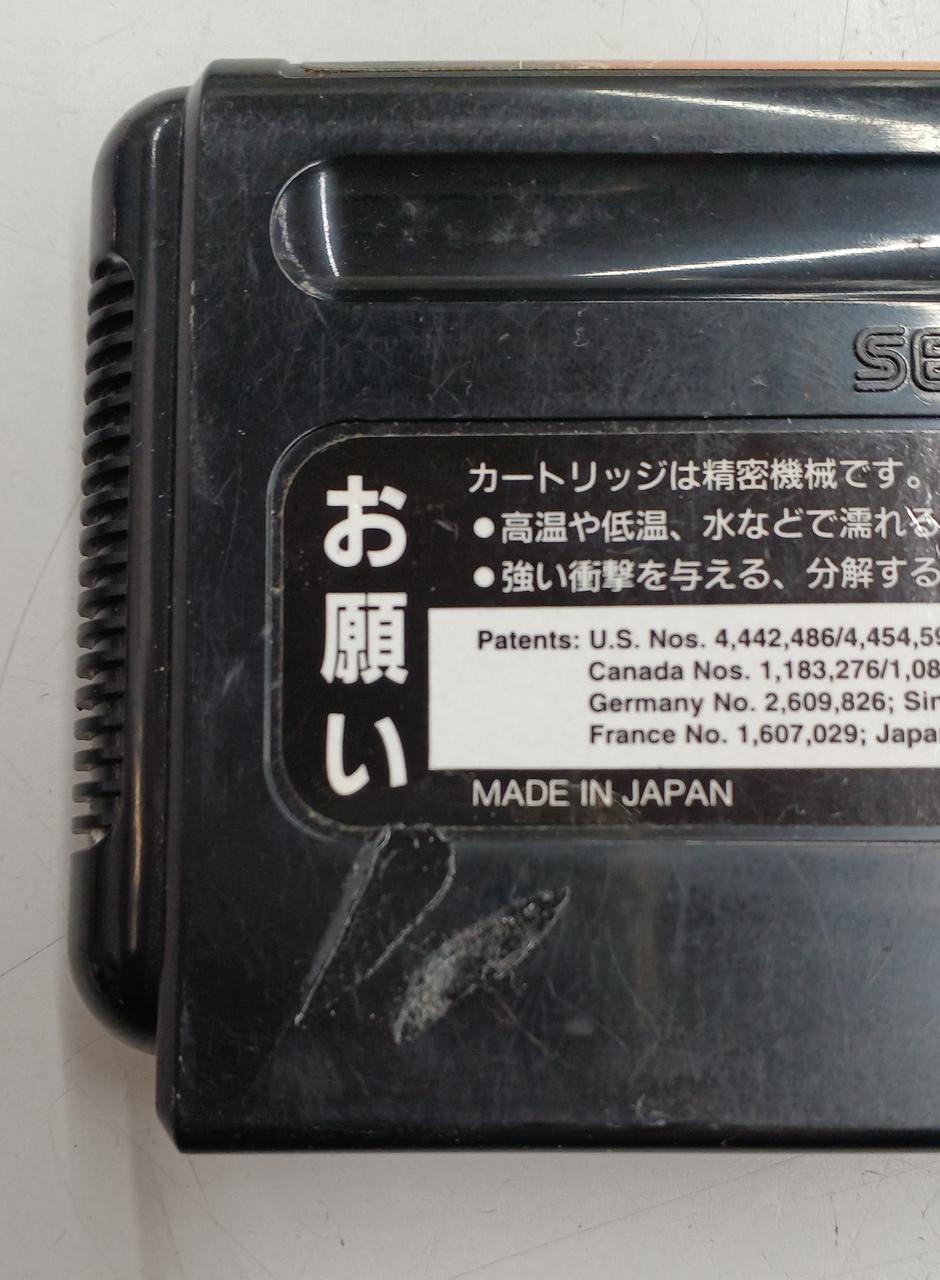 SE
お願い
カートリッジは精密機械です。
●高温や低温、水などで濡れる
●強い衝撃を与える、分解する
Patents: U.S. Nos. 4,442,486/4,454,59
Canada Nos. 1,183,276/1,08
Germany No. 2,609,826; Sin
France No. 1,607,029; Japa
MADE IN JAPAN